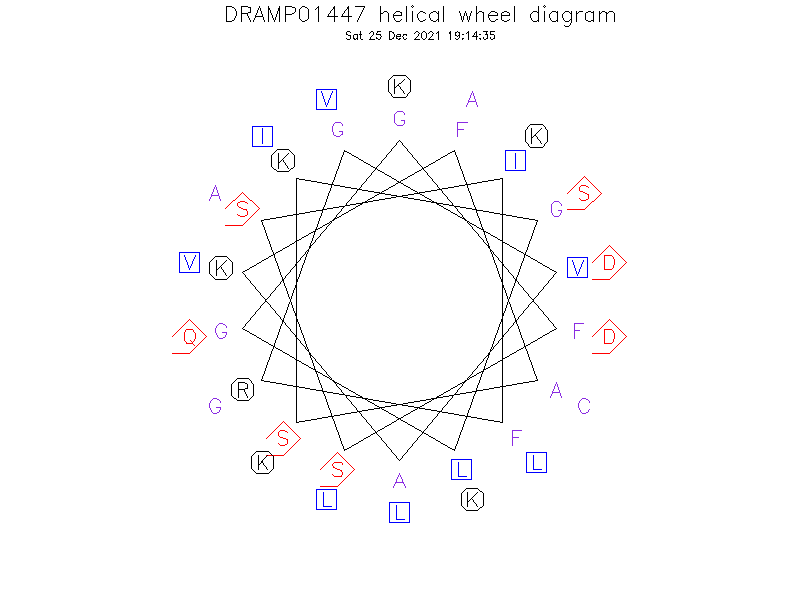 DRAMP01447 helical wheel diagram
Sat 25 Dec 2021 19:14:35
K
V A
G G F
I K
K I
A S
S G
V K V D
Q G F D
G R A C
S F
K L
S L
A
L L K